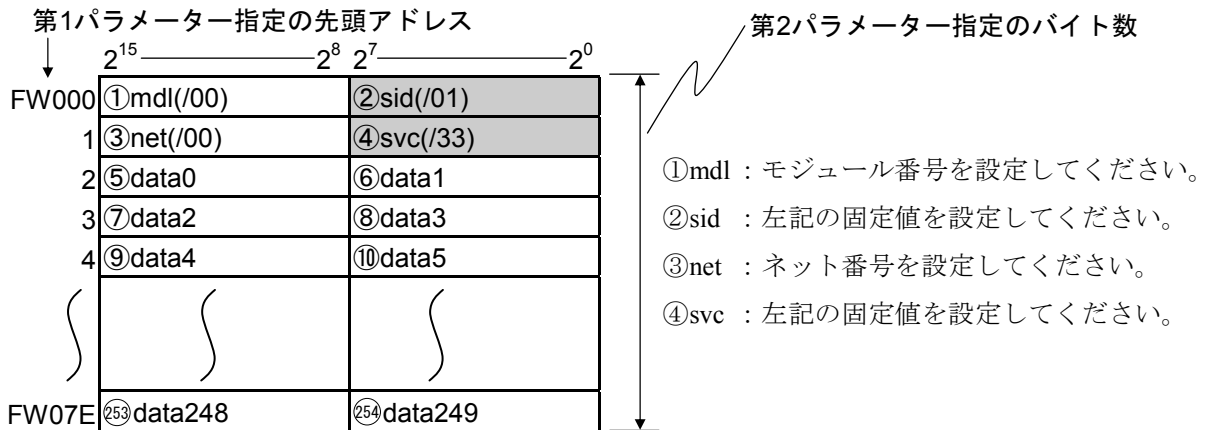 第1パラメーター指定の先頭アドレス
第2パラメーター指定のバイト数
2¹⁵ 2⁸ 2⁷ 2⁰
FW000 ①mdl(/00) ②sid(/01)
1 ③net(/00) ④svc(/33)
2 ⑤data0 ⑥data1
3 ⑦data2 ⑧data3
4 ⑨data4 ⑩data5
FW07E (253)data248 (254)data249
①mdl：モジュール番号を設定してください。
②sid：左記の固定値を設定してください。
③net：ネット番号を設定してください。
④svc：左記の固定値を設定してください。